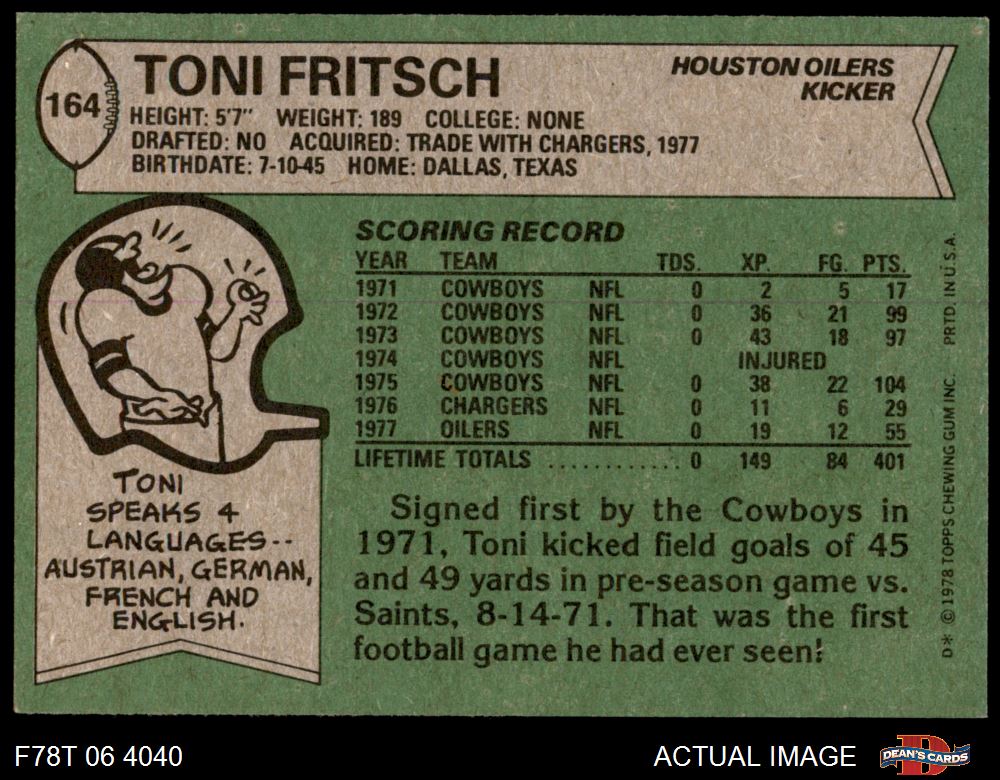 164
TONI FRITSCH
HOUSTON OILERS
KICKER
HEIGHT: 5'7" WEIGHT: 189 COLLEGE: NONE
DRAFTED: NO ACQUIRED: TRADE WITH CHARGERS, 1977
BIRTHDATE: 7-10-45 HOME: DALLAS, TEXAS
SCORING RECORD
YEAR TEAM TDS. XP. FG. PTS.
1971 COWBOYS NFL 0 2 5 17
1972 COWBOYS NFL 0 36 21 99
1973 COWBOYS NFL 0 43 18 97
1974 COWBOYS NFL INJURED
1975 COWBOYS NFL 0 38 22 104
1976 CHARGERS NFL 0 11 6 29
1977 OILERS NFL 0 19 12 55
LIFETIME TOTALS ............ 0 149 84 401
TONI
SPEAKS 4
LANGUAGES--
AUSTRIAN, GERMAN,
FRENCH AND
ENGLISH.
Signed first by the Cowboys in
1971, Toni kicked field goals of 45
and 49 yards in pre-season game vs.
Saints, 8-14-71. That was the first
football game he had ever seen!
D* © 1978 TOPPS CHEWING GUM INC. PRTD. IN U.S.A.
F78T 06 4040
ACTUAL IMAGE
DEAN'S CARDS